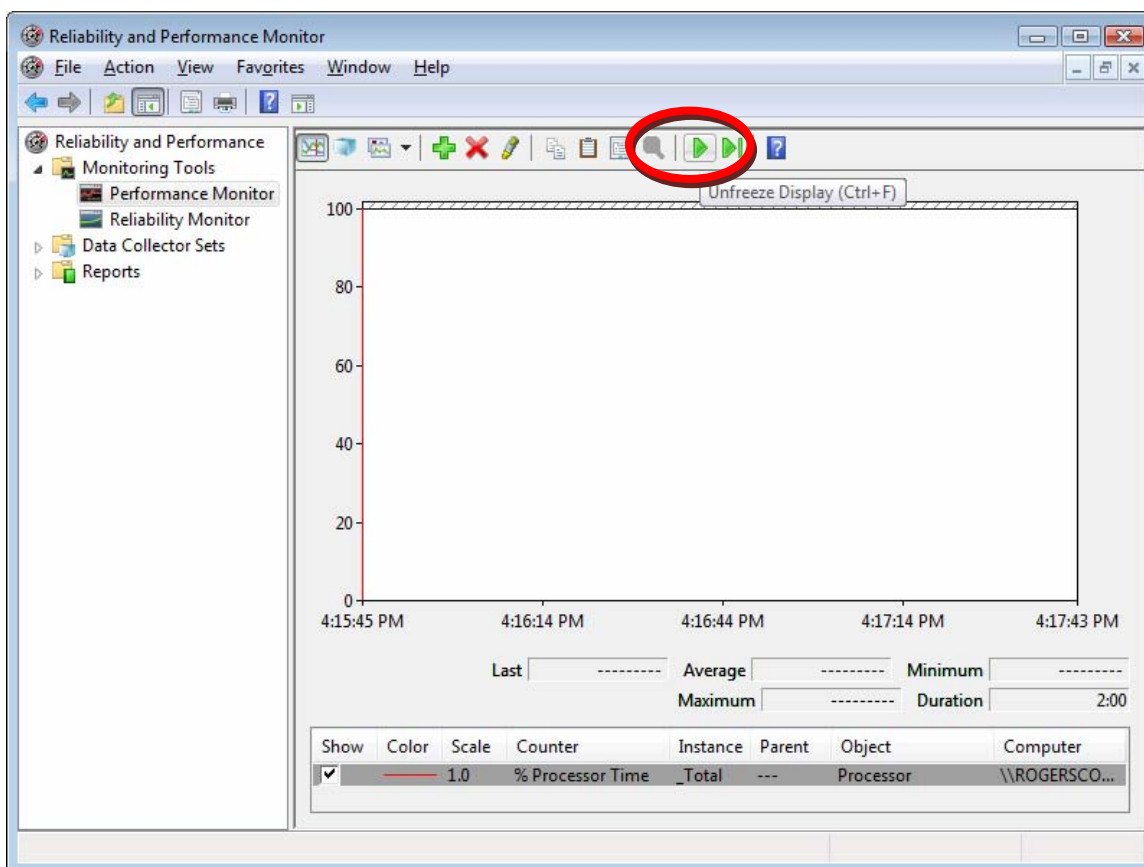 Reliability and Performance Monitor
File Action View Favorites Window Help
Reliability and Performance
Monitoring Tools
Performance Monitor
Reliability Monitor
Data Collector Sets
Reports
Unfreeze Display (Ctrl+F)
100
80
60
40
20
0
4:15:45 PM 4:16:14 PM 4:16:44 PM 4:17:14 PM 4:17:43 PM
Last --------- Average --------- Minimum ---------
Maximum --------- Duration 2:00
Show Color Scale Counter Instance Parent Object Computer
1.0 % Processor Time _Total --- Processor \\ROGERSCO...